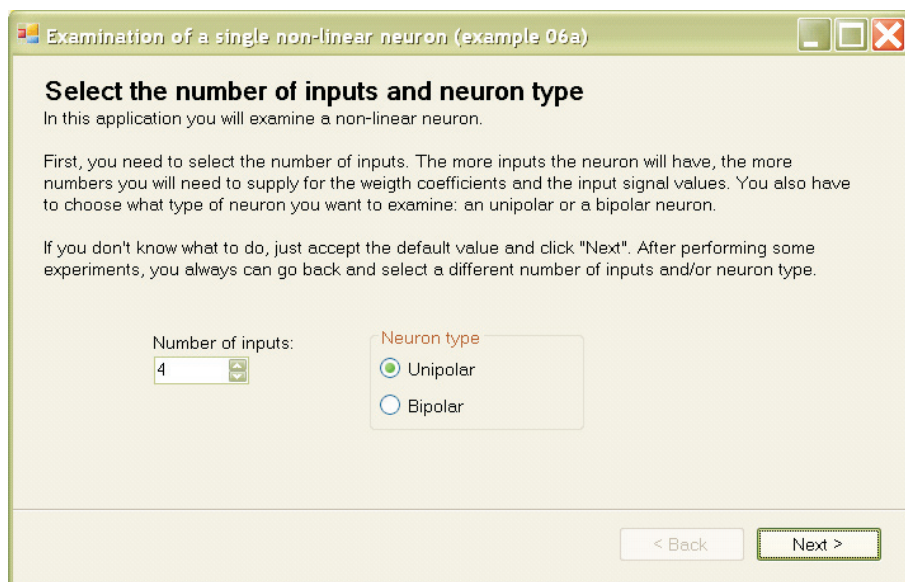 Examination of a single non-linear neuron (example 06a)
Select the number of inputs and neuron type
In this application you will examine a non-linear neuron.
First, you need to select the number of inputs. The more inputs the neuron will have, the more
numbers you will need to supply for the weigth coefficients and the input signal values. You also have
to choose what type of neuron you want to examine: an unipolar or a bipolar neuron.
If you don't know what to do, just accept the default value and click "Next". After performing some
experiments, you always can go back and select a different number of inputs and/or neuron type.
Number of inputs:
4
Neuron type
Unipolar
Bipolar
< Back
Next >